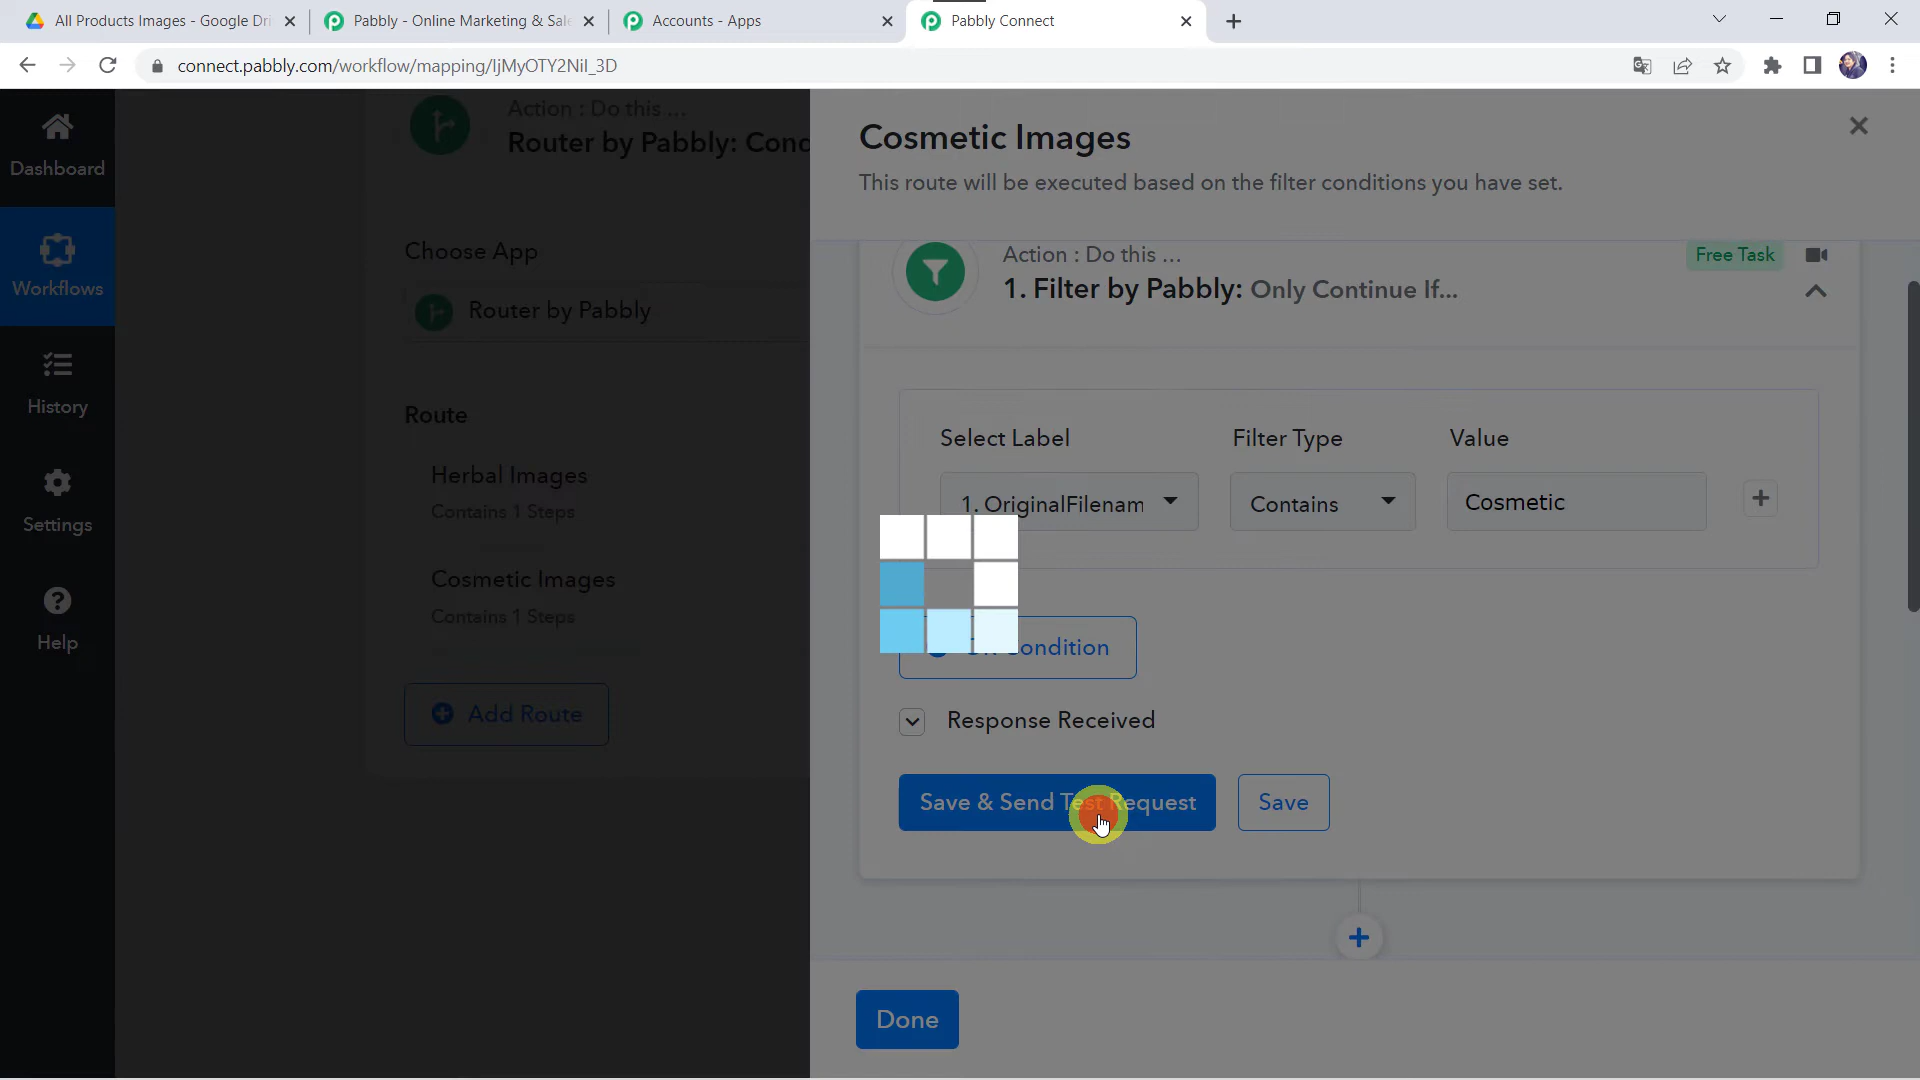 All Products Images - Google Dri
Pabbly - Online Marketing & Sale
Accounts - Apps
Pabbly Connect
connect.pabbly.com/workflow/mapping/IjMyOTY2NiI_3D
Dashboard
Workflows
History
Settings
Help
Action : Do this ...
Router by Pabbly: Conc
Choose App
Router by Pabbly
Route
Herbal Images
Contains 1 Steps
Cosmetic Images
Contains 1 Steps
Add Route
Cosmetic Images
This route will be executed based on the filter conditions you have set.
Action : Do this ...
Free Task
1. Filter by Pabbly: Only Continue If...
Select Label
Filter Type
Value
1. OriginalFilenam
Contains
Cosmetic
Condition
Response Received
Save & Send Test Request
Save
Done